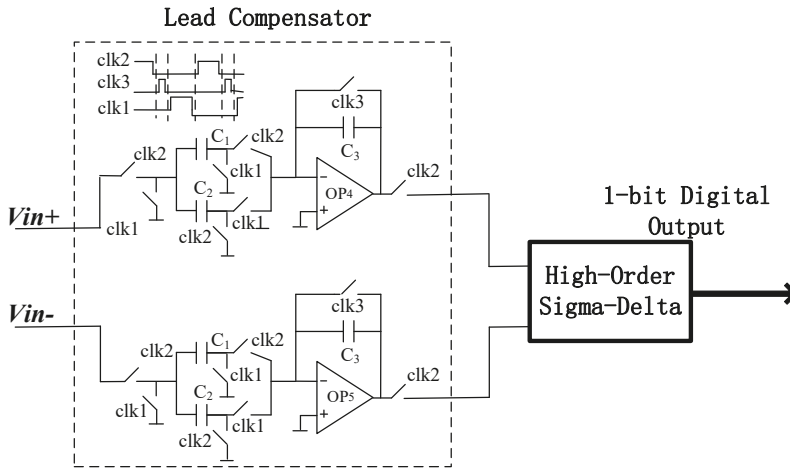 Lead Compensator
clk2
clk3
clk1
clk3
C3
clk2
C1
clk2
clk1
C2
clk1
clk2
OP4
−
+
clk2
Vin+
clk1
1-bit Digital
Output
High-Order
Sigma-Delta
Vin-
clk3
C3
clk2
C1
clk2
clk1
C2
clk1
clk2
OP5
−
+
clk2
clk1